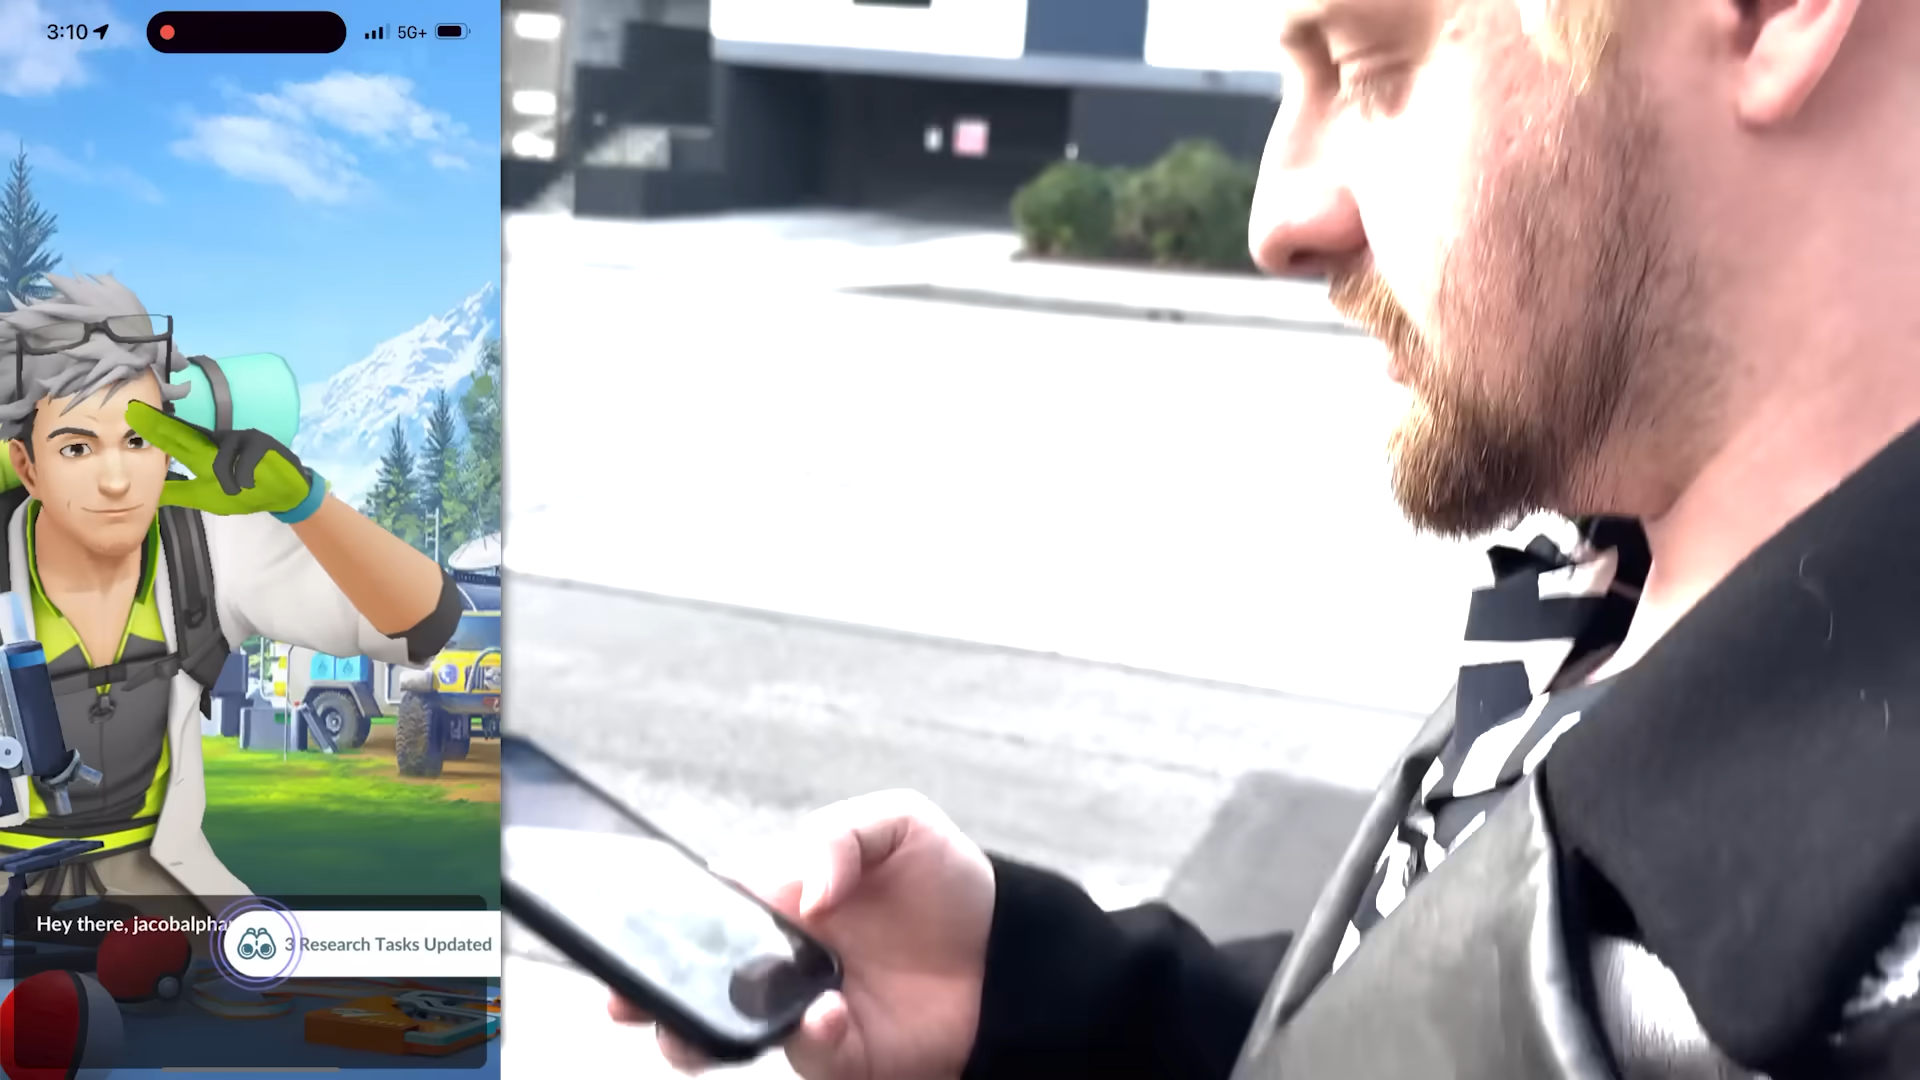 3:10
5G+
Hey there, jacobalpha
3 Research Tasks Updated